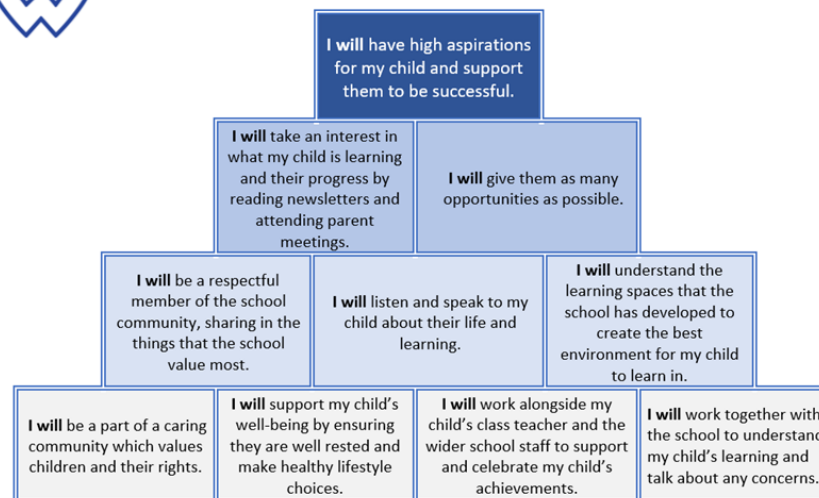 I will have high aspirations
for my child and support
them to be successful.
I will take an interest in
what my child is learning
and their progress by
reading newsletters and
attending parent
meetings.
I will give them as many
opportunities as possible.
I will be a respectful
member of the school
community, sharing in the
things that the school
value most.
I will listen and speak to my
child about their life and
learning.
I will understand the
learning spaces that the
school has developed to
create the best
environment for my child
to learn in.
I will be a part of a caring
community which values
children and their rights.
I will support my child's
well-being by ensuring
they are well rested and
make healthy lifestyle
choices.
I will work alongside my
child's class teacher and the
wider school staff to support
and celebrate my child's
achievements.
I will work together with
the school to understand
my child's learning and
talk about any concerns.